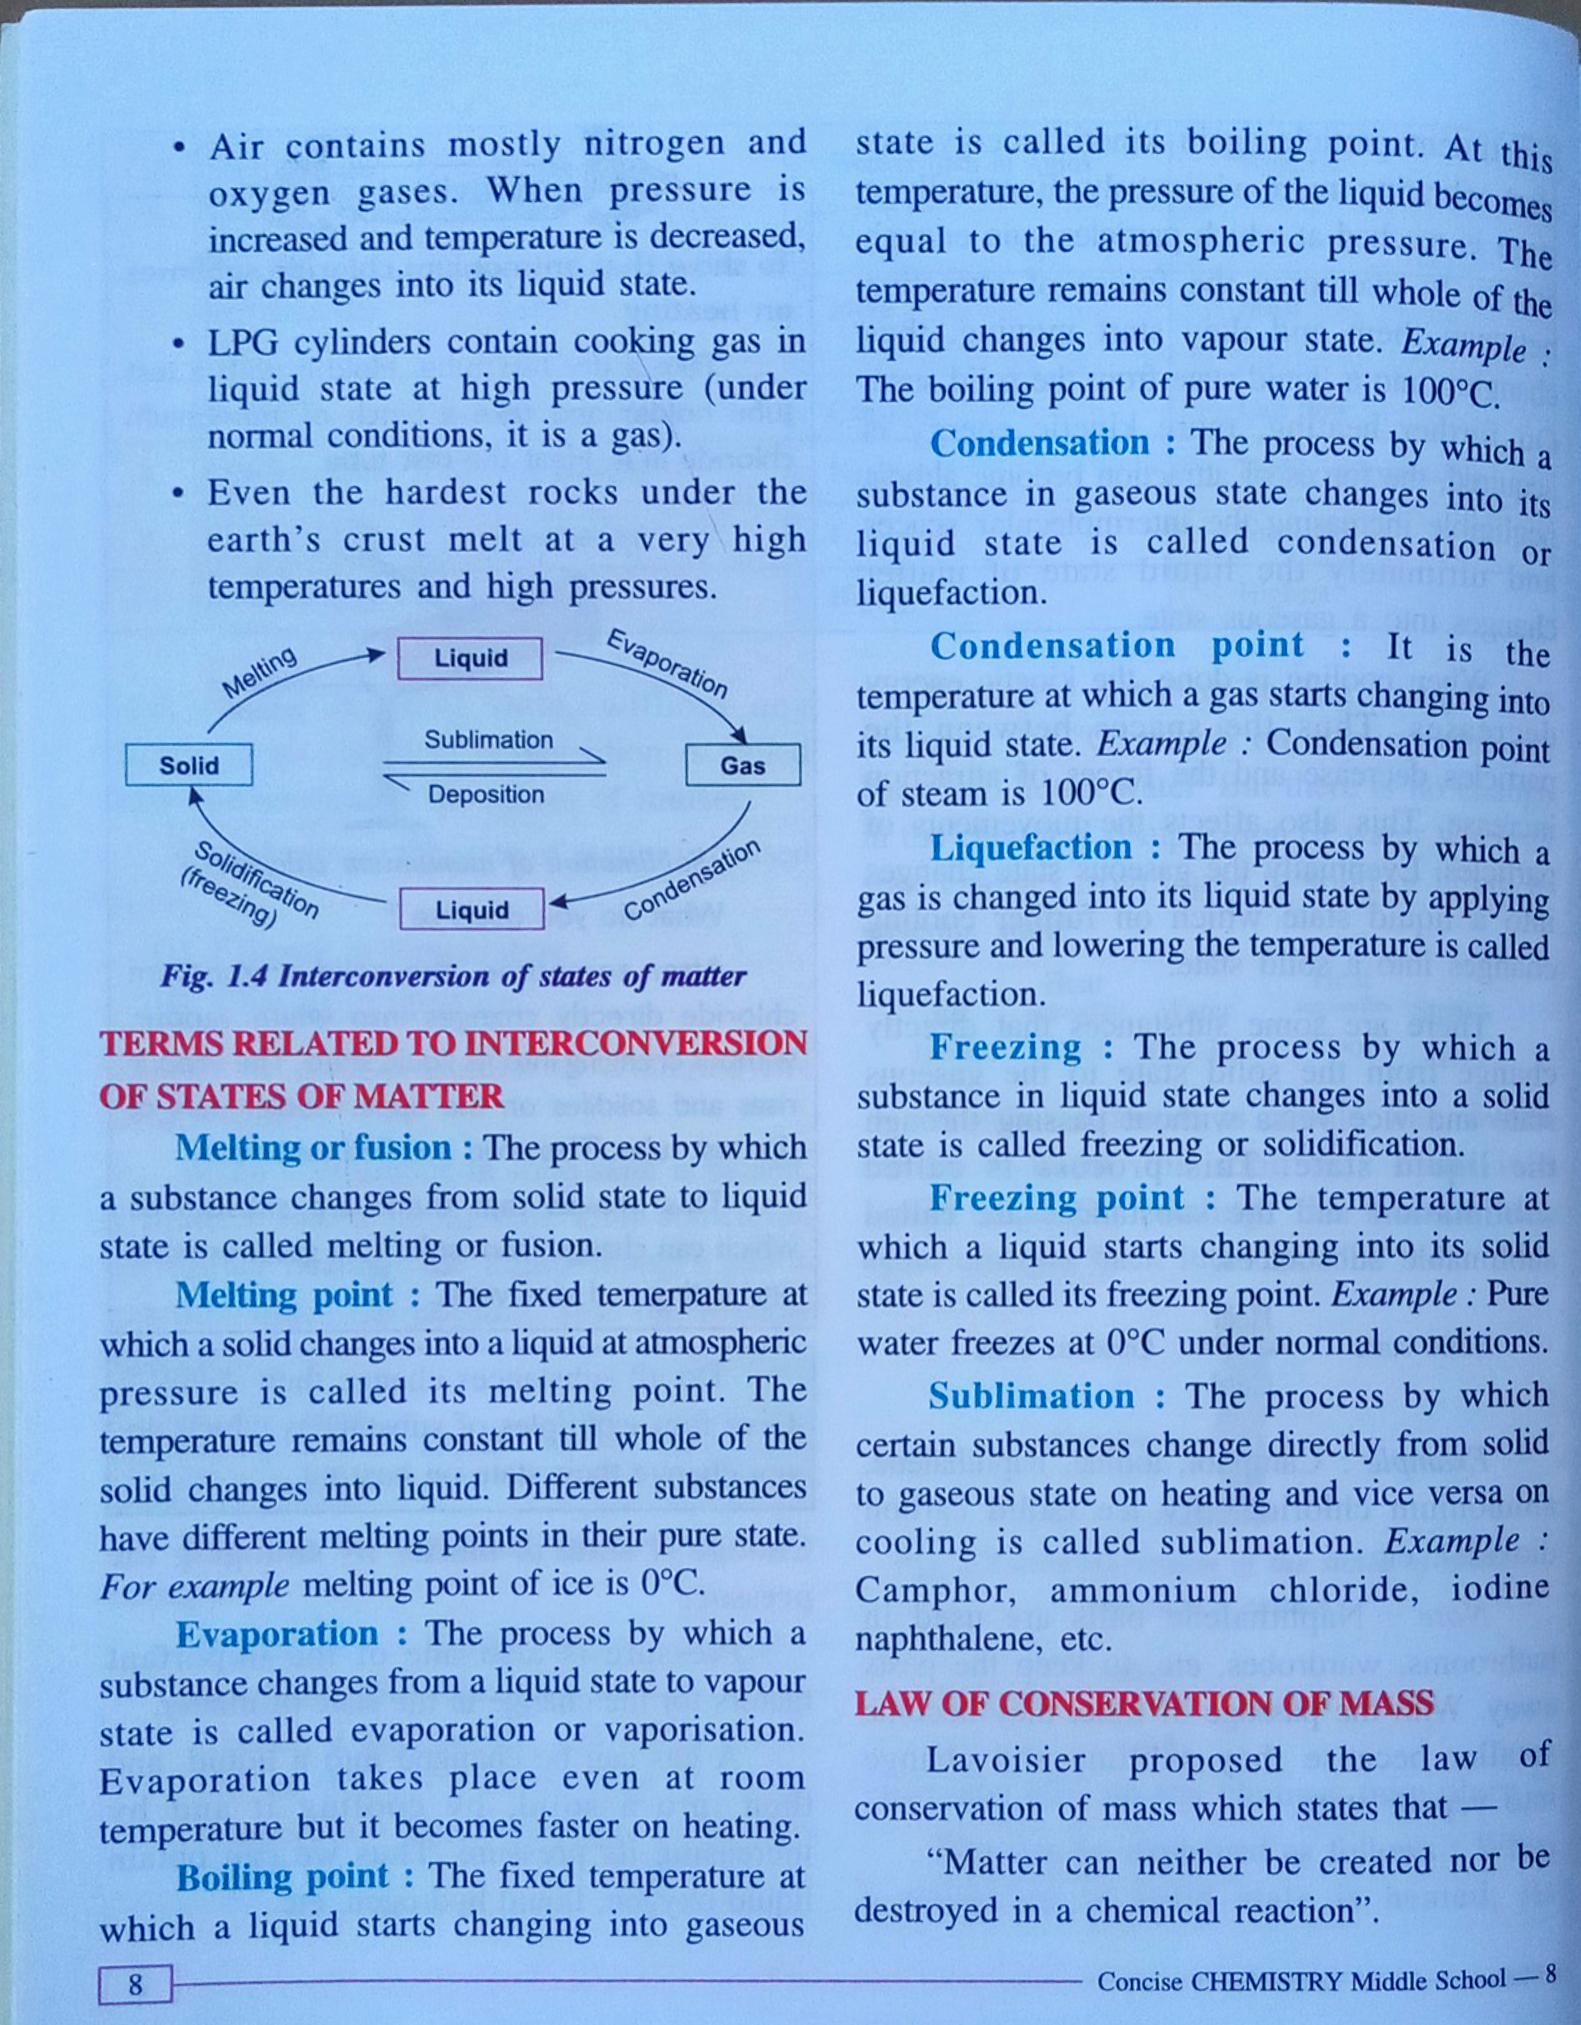 • Air contains mostly nitrogen and
oxygen gases. When pressure is
increased and temperature is decreased,
air changes into its liquid state.
• LPG cylinders contain cooking gas in
liquid state at high pressure (under
normal conditions, it is a gas).
• Even the hardest rocks under the
earth's crust melt at a very high
temperatures and high pressures.
Melting
Liquid
Evaporation
Solid
Sublimation
Deposition
Gas
Solidification
(freezing)
Liquid
Condensation
Fig. 1.4 Interconversion of states of matter
TERMS RELATED TO INTERCONVERSION
OF STATES OF MATTER
Melting or fusion : The process by which
a substance changes from solid state to liquid
state is called melting or fusion.
Melting point : The fixed temerpature at
which a solid changes into a liquid at atmospheric
pressure is called its melting point. The
temperature remains constant till whole of the
solid changes into liquid. Different substances
have different melting points in their pure state.
For example melting point of ice is 0°C.
Evaporation : The process by which a
substance changes from a liquid state to vapour
state is called evaporation or vaporisation.
Evaporation takes place even at room
temperature but it becomes faster on heating.
Boiling point : The fixed temperature at
which a liquid starts changing into gaseous
state is called its boiling point. At this
temperature, the pressure of the liquid becomes
equal to the atmospheric pressure. The
temperature remains constant till whole of the
liquid changes into vapour state. Example :
The boiling point of pure water is 100°C.
Condensation : The process by which a
substance in gaseous state changes into its
liquid state is called condensation or
liquefaction.
Condensation point : It is the
temperature at which a gas starts changing into
its liquid state. Example : Condensation point
of steam is 100°C.
Liquefaction : The process by which a
gas is changed into its liquid state by applying
pressure and lowering the temperature is called
liquefaction.
Freezing : The process by which a
substance in liquid state changes into a solid
state is called freezing or solidification.
Freezing point : The temperature at
which a liquid starts changing into its solid
state is called its freezing point. Example : Pure
water freezes at 0°C under normal conditions.
Sublimation : The process by which
certain substances change directly from solid
to gaseous state on heating and vice versa on
cooling is called sublimation. Example :
Camphor, ammonium chloride, iodine
naphthalene, etc.
LAW OF CONSERVATION OF MASS
Lavoisier proposed the law of
conservation of mass which states that —
“Matter can neither be created nor be
destroyed in a chemical reaction”.
8
Concise CHEMISTRY Middle School — 8